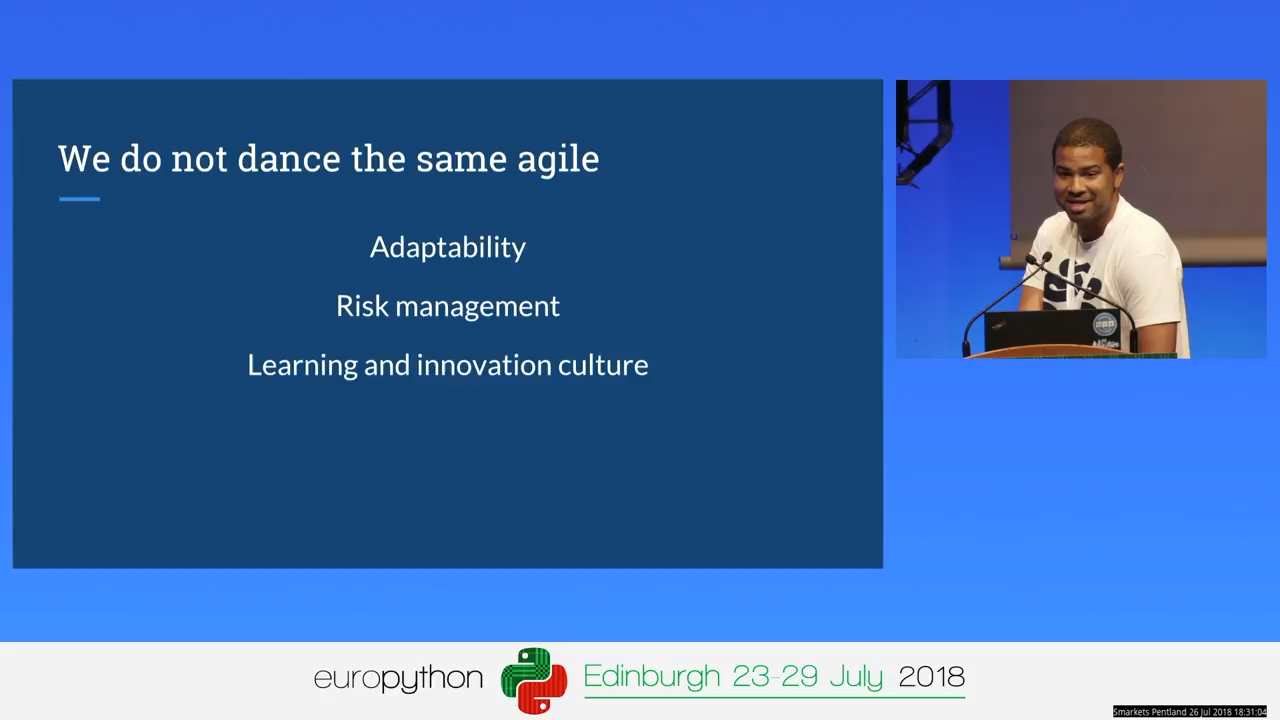 We do not dance the same agile
Adaptability
Risk management
Learning and innovation culture
europython
Edinburgh 23-29 July 2018
Smarkets Pentland 26 Jul 2018 18:31:04